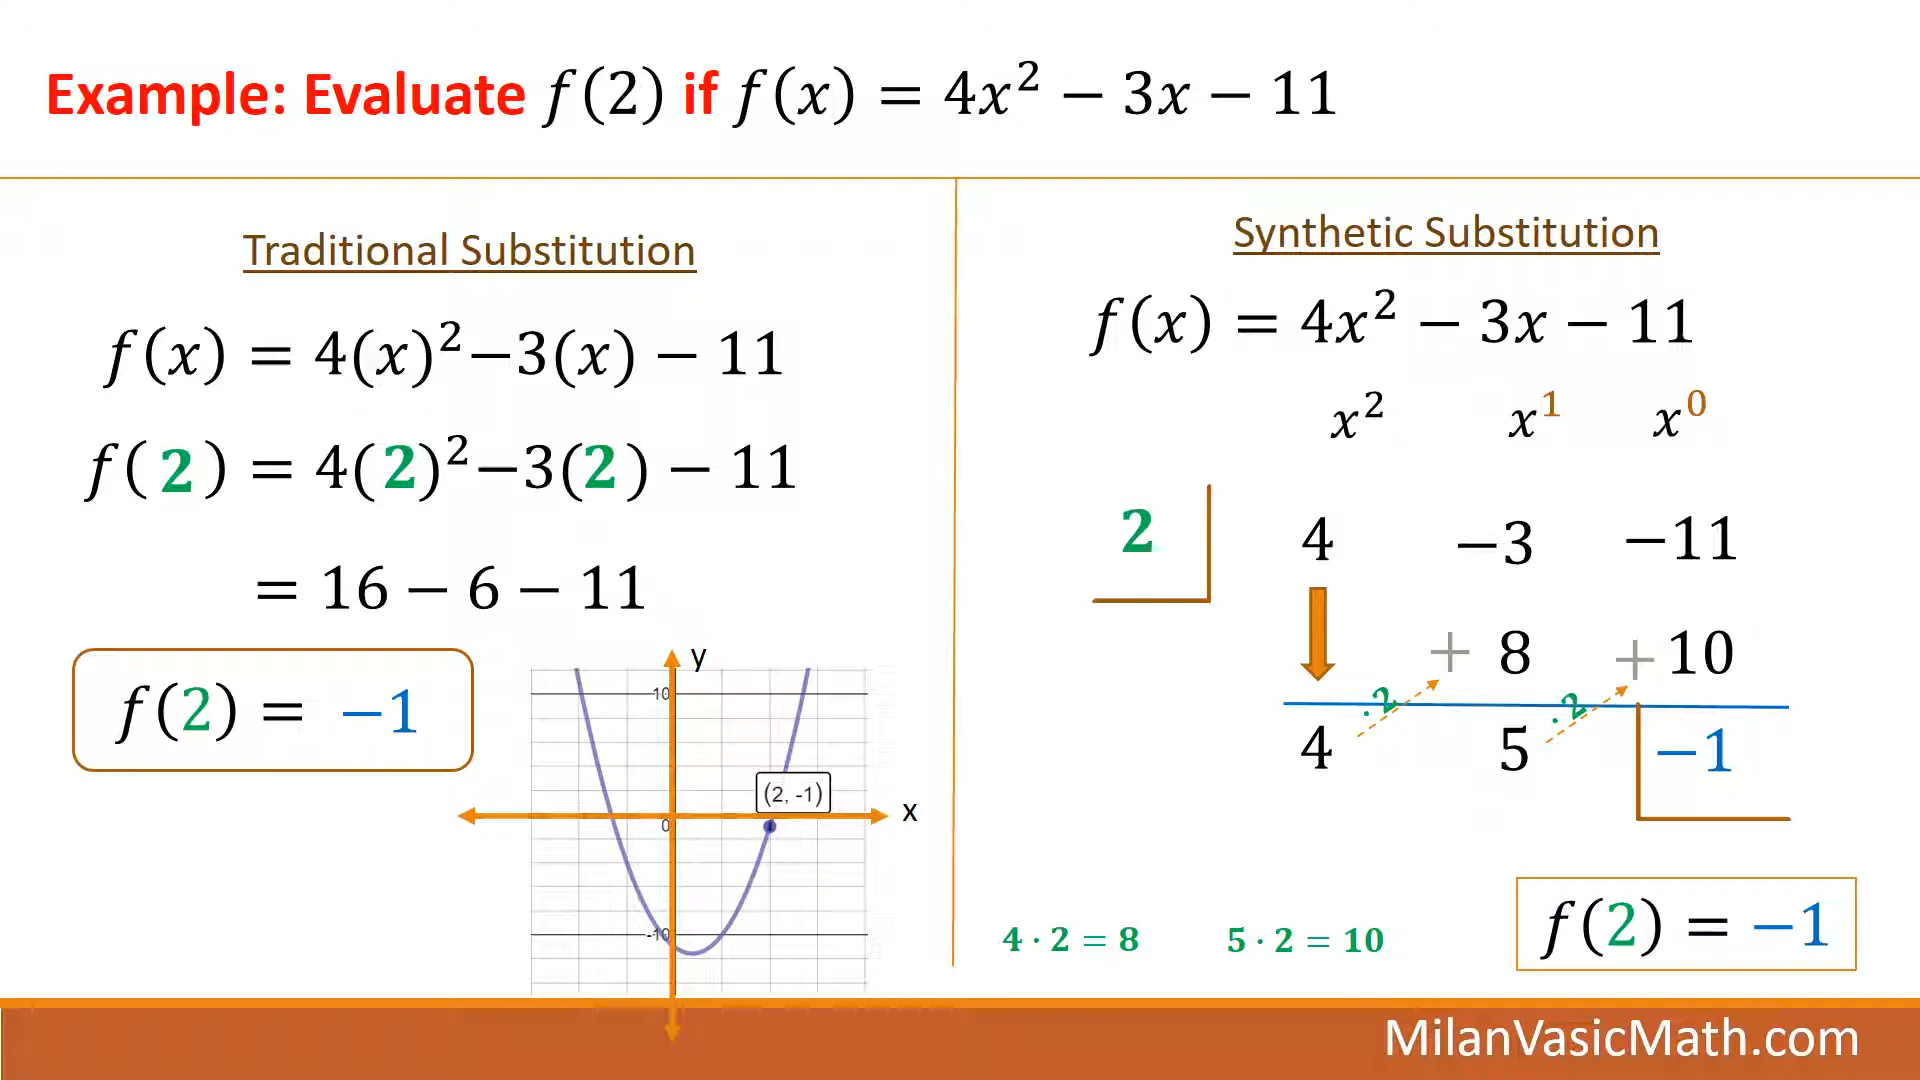 Example: Evaluate f(2) if f(x) = 4x² − 3x − 11
Traditional Substitution
f(x) = 4(x)²−3(x) − 11
f( 2 ) = 4( 2 )²−3( 2 ) − 11
= 16 − 6 − 11
f(2) = −1
y
10
(2, -1)
x
0
-10
Synthetic Substitution
f(x) = 4x² − 3x − 11
x² x¹ x⁰
2 4 −3 −11
+ 8 + 10
· 2 · 2
4 5 −1
4 · 2 = 8 5 · 2 = 10
f(2) = −1
MilanVasicMath.com